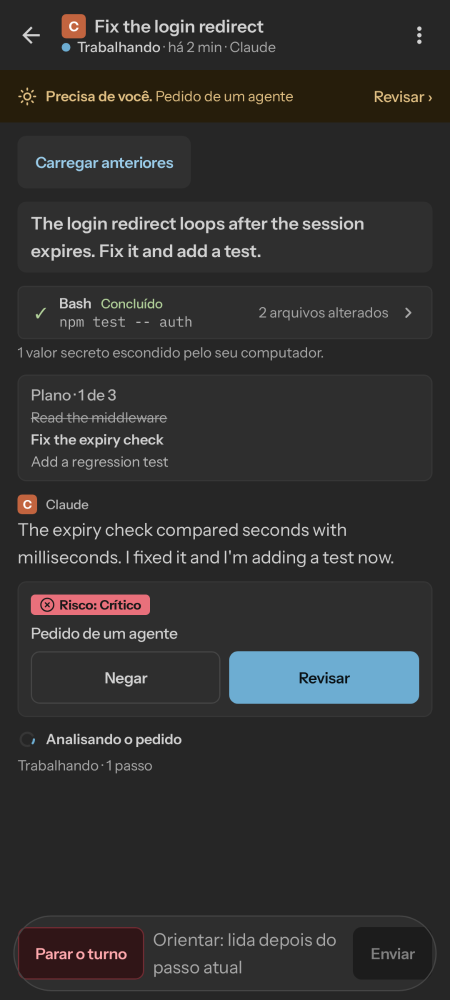 C Fix the login redirect
Trabalhando · há 2 min · Claude
Precisa de você. Pedido de um agente Revisar ›
Carregar anteriores
The login redirect loops after the session
expires. Fix it and add a test.
✓ Bash Concluído
npm test -- auth
2 arquivos alterados
1 valor secreto escondido pelo seu computador.
Plano · 1 de 3
Read the middleware
Fix the expiry check
Add a regression test
C Claude
The expiry check compared seconds with
milliseconds. I fixed it and I'm adding a test now.
Risco: Crítico
Pedido de um agente
Negar Revisar
Analisando o pedido
Trabalhando · 1 passo
Parar o turno
Orientar: lida depois do
passo atual
Enviar